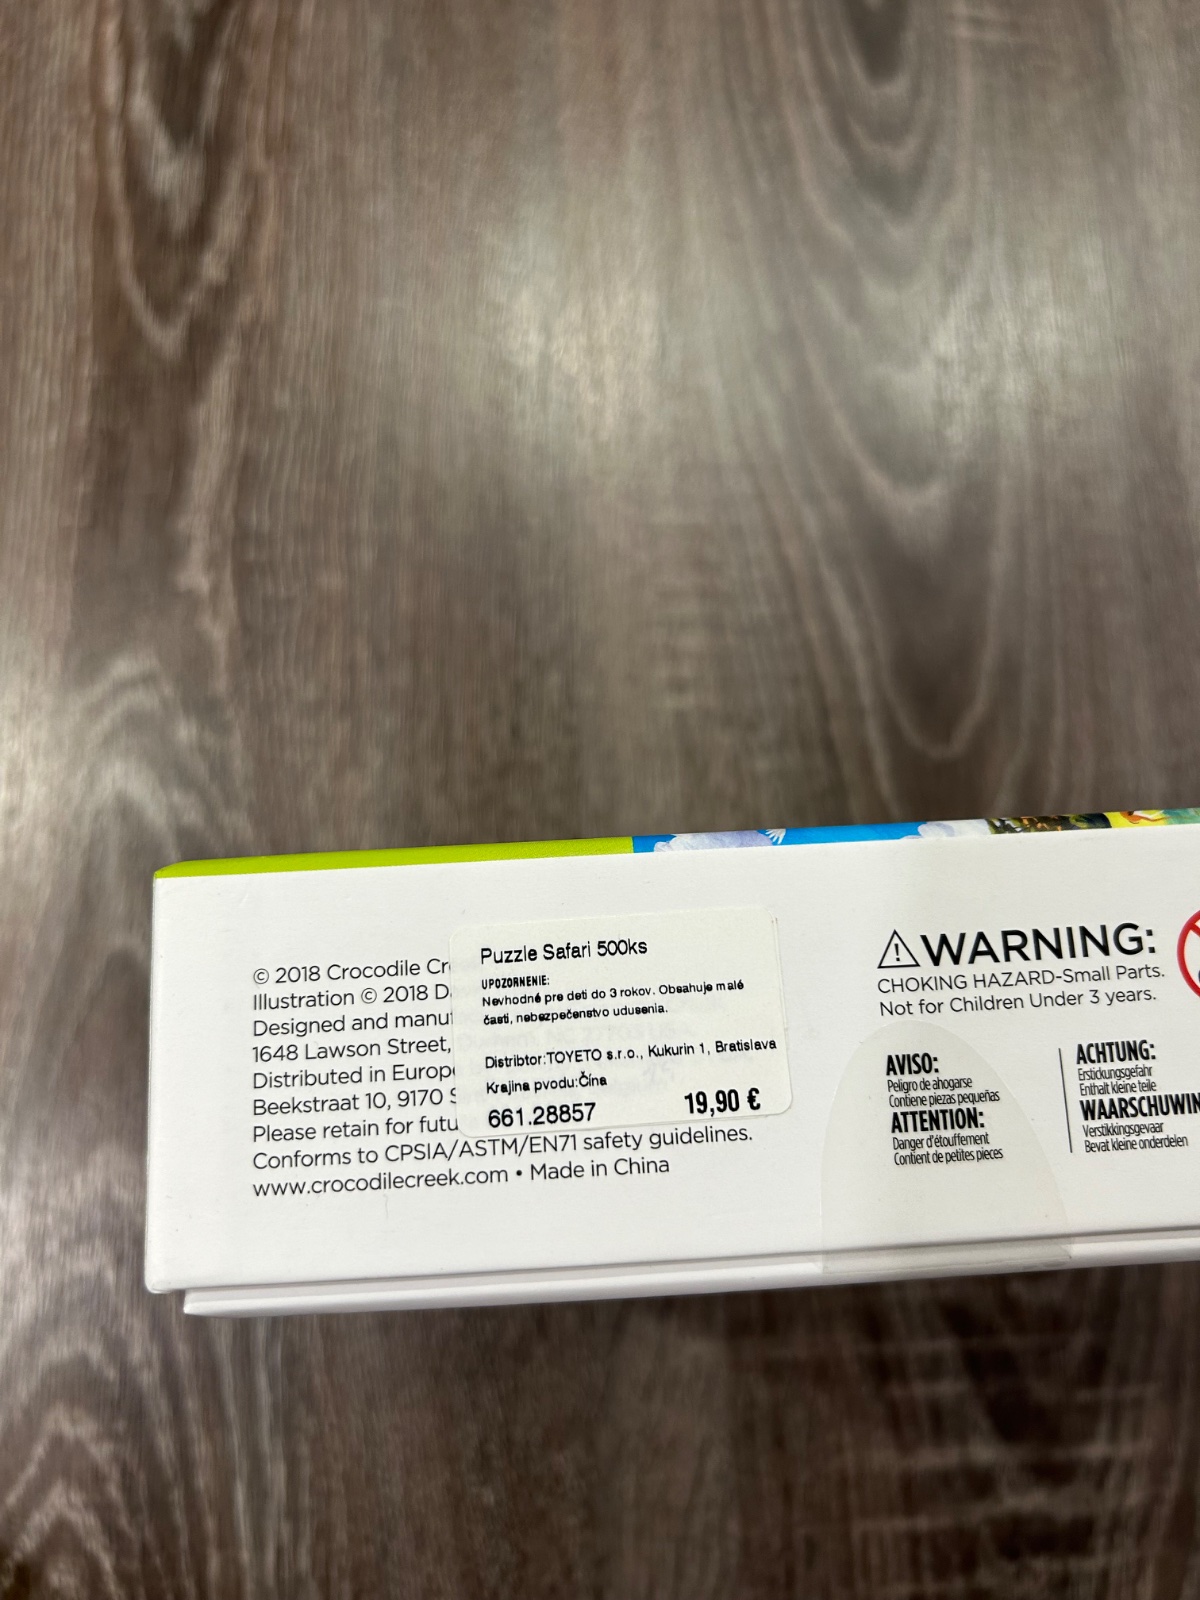 © 2018 Crocodile Cr
Illustration © 2018 D
Designed and manu
1648 Lawson Street,
Distributed in Europ
Beekstraat 10, 9170 S
Please retain for futu
Conforms to CPSIA/ASTM/EN71 safety guidelines.
www.crocodilecreek.com • Made in China
Puzzle Safari 500ks
UPOZORNENIE:
Nevhodné pre deti do 3 rokov. Obsahuje malé
časti, nebezpečenstvo udusenia.
Distribtor:TOYETO s.r.o., Kukurin 1, Bratislava
Krajina pvodu:Čína
661.28857 19,90 €
WARNING:
CHOKING HAZARD-Small Parts.
Not for Children Under 3 years.
AVISO:
Peligro de ahogarse
Contiene piezas pequeñas
ATTENTION:
Danger d'étouffement
Contient de petites pieces
ACHTUNG:
Erstickungsgefahr
Enthalt kleine teile
WAARSCHUWIN
Verstikkingsgevaar
Bevat kleine onderdelen